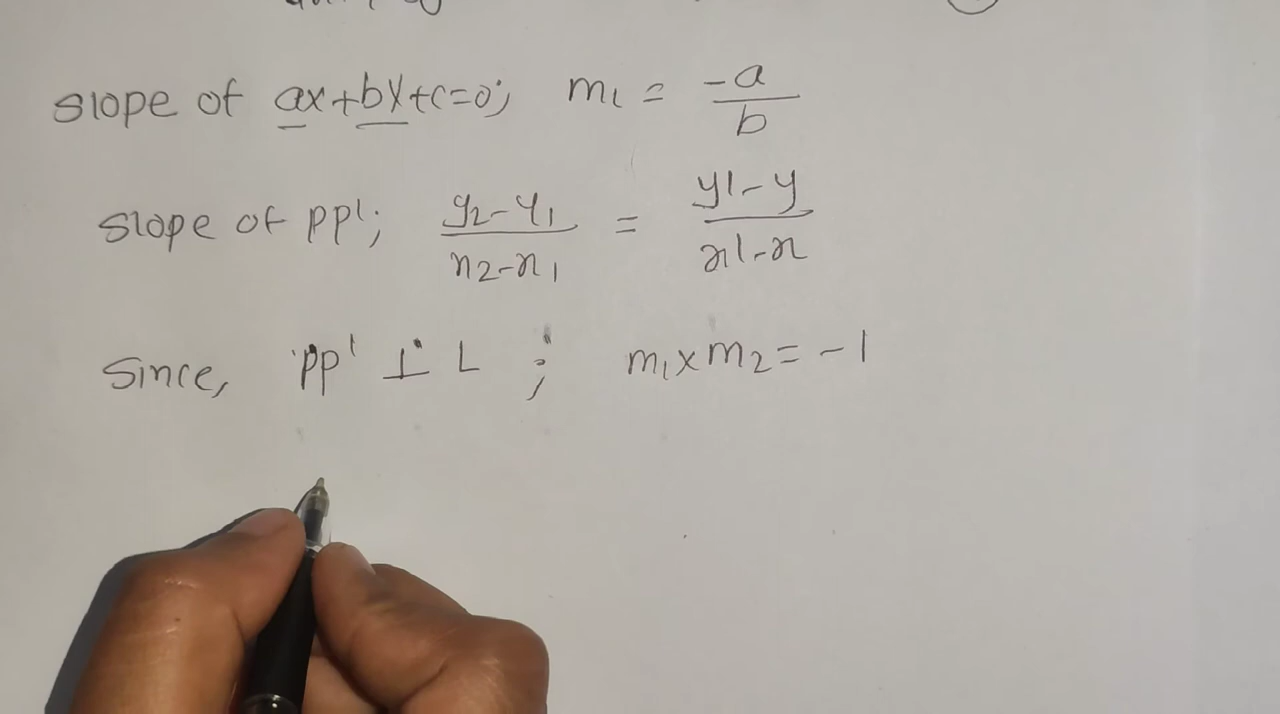 slope of ax+by+c=0; m1 = -a/b
slope of pp'; y2-y1/x2-x1 = y'-y/x'-x
Since, pp' ⊥ L ; m1×m2 = -1